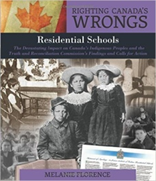 RIGHTING CANADA'S
WRONGS
Residential Schools
The Devastating Impact on Canada's Indigenous Peoples and the
Truth and Reconciliation Commission's Findings and Calls for Action
MELANIE FLORENCE